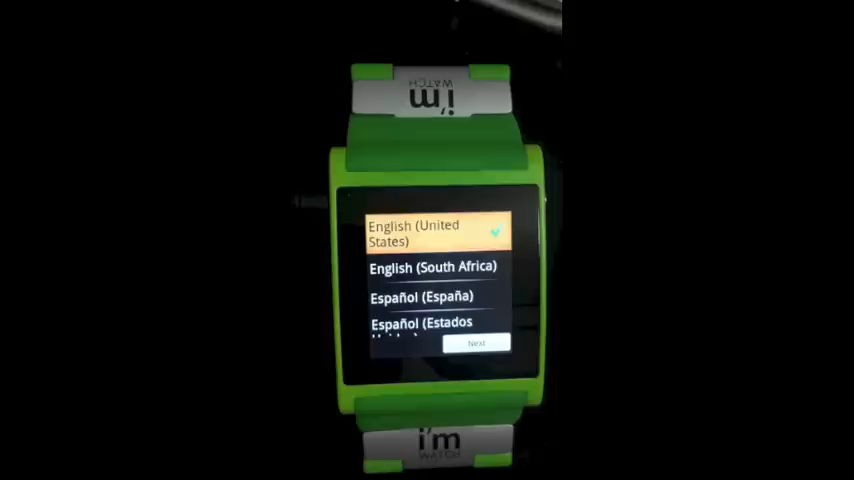 i'm
WATCH
English (United
States)
English (South Africa)
Español (España)
Español (Estados
Next
i'm
WATCH